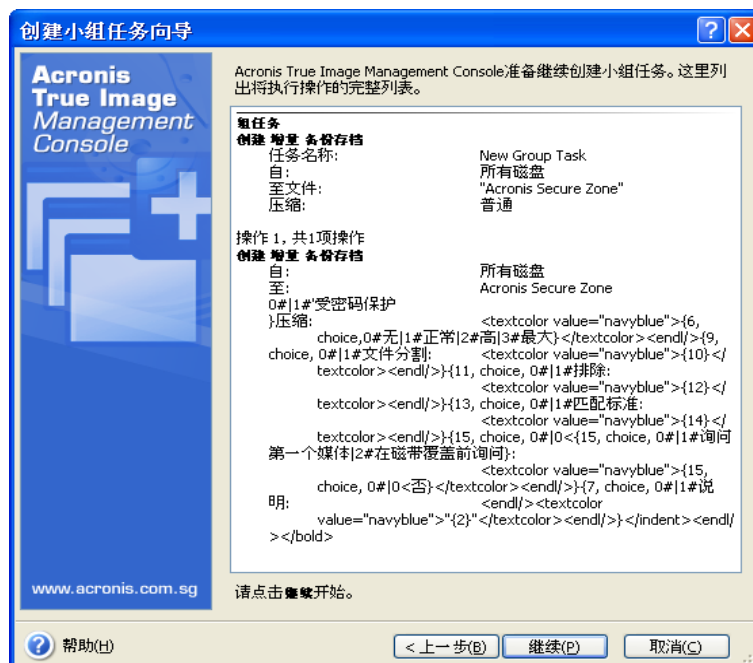 创建小组任务向导
Acronis
True Image
Management
Console
Acronis True Image Management Console准备继续创建小组任务。这里列
出将执行操作的完整列表。
组任务
创建 增量 备份存档
任务名称: New Group Task
自: 所有磁盘
至文件: "Acronis Secure Zone"
压缩: 普通
操作 1, 共1项操作
创建 增量 备份存档
自: 所有磁盘
至: Acronis Secure Zone
0#|1#'受密码保护
}压缩: <textcolor value="navyblue">{6,
choice,0#无|1#正常|2#高|3#最大}</textcolor><endl/>{9,
choice, 0#|1#文件分割: <textcolor value="navyblue">{10}</
textcolor><endl/>}{11, choice, 0#|1#排除:
<textcolor value="navyblue">{12}</
textcolor><endl/>}{13, choice, 0#|1#匹配标准:
<textcolor value="navyblue">{14}</
textcolor><endl/>}{15, choice, 0#|0<{15, choice, 0#|1#询问
第一个媒体|2#在磁带覆盖前询问}:
<textcolor value="navyblue">{15,
choice, 0#|0<否}</textcolor><endl/>}{7, choice, 0#|1#说
明: <endl/><textcolor
value="navyblue">"{2}"</textcolor><endl/>}</indent><endl/
></bold>
www.acronis.com.sg
请点击继续开始。
帮助(H)
<上一步(B)
继续(P)
取消(C)